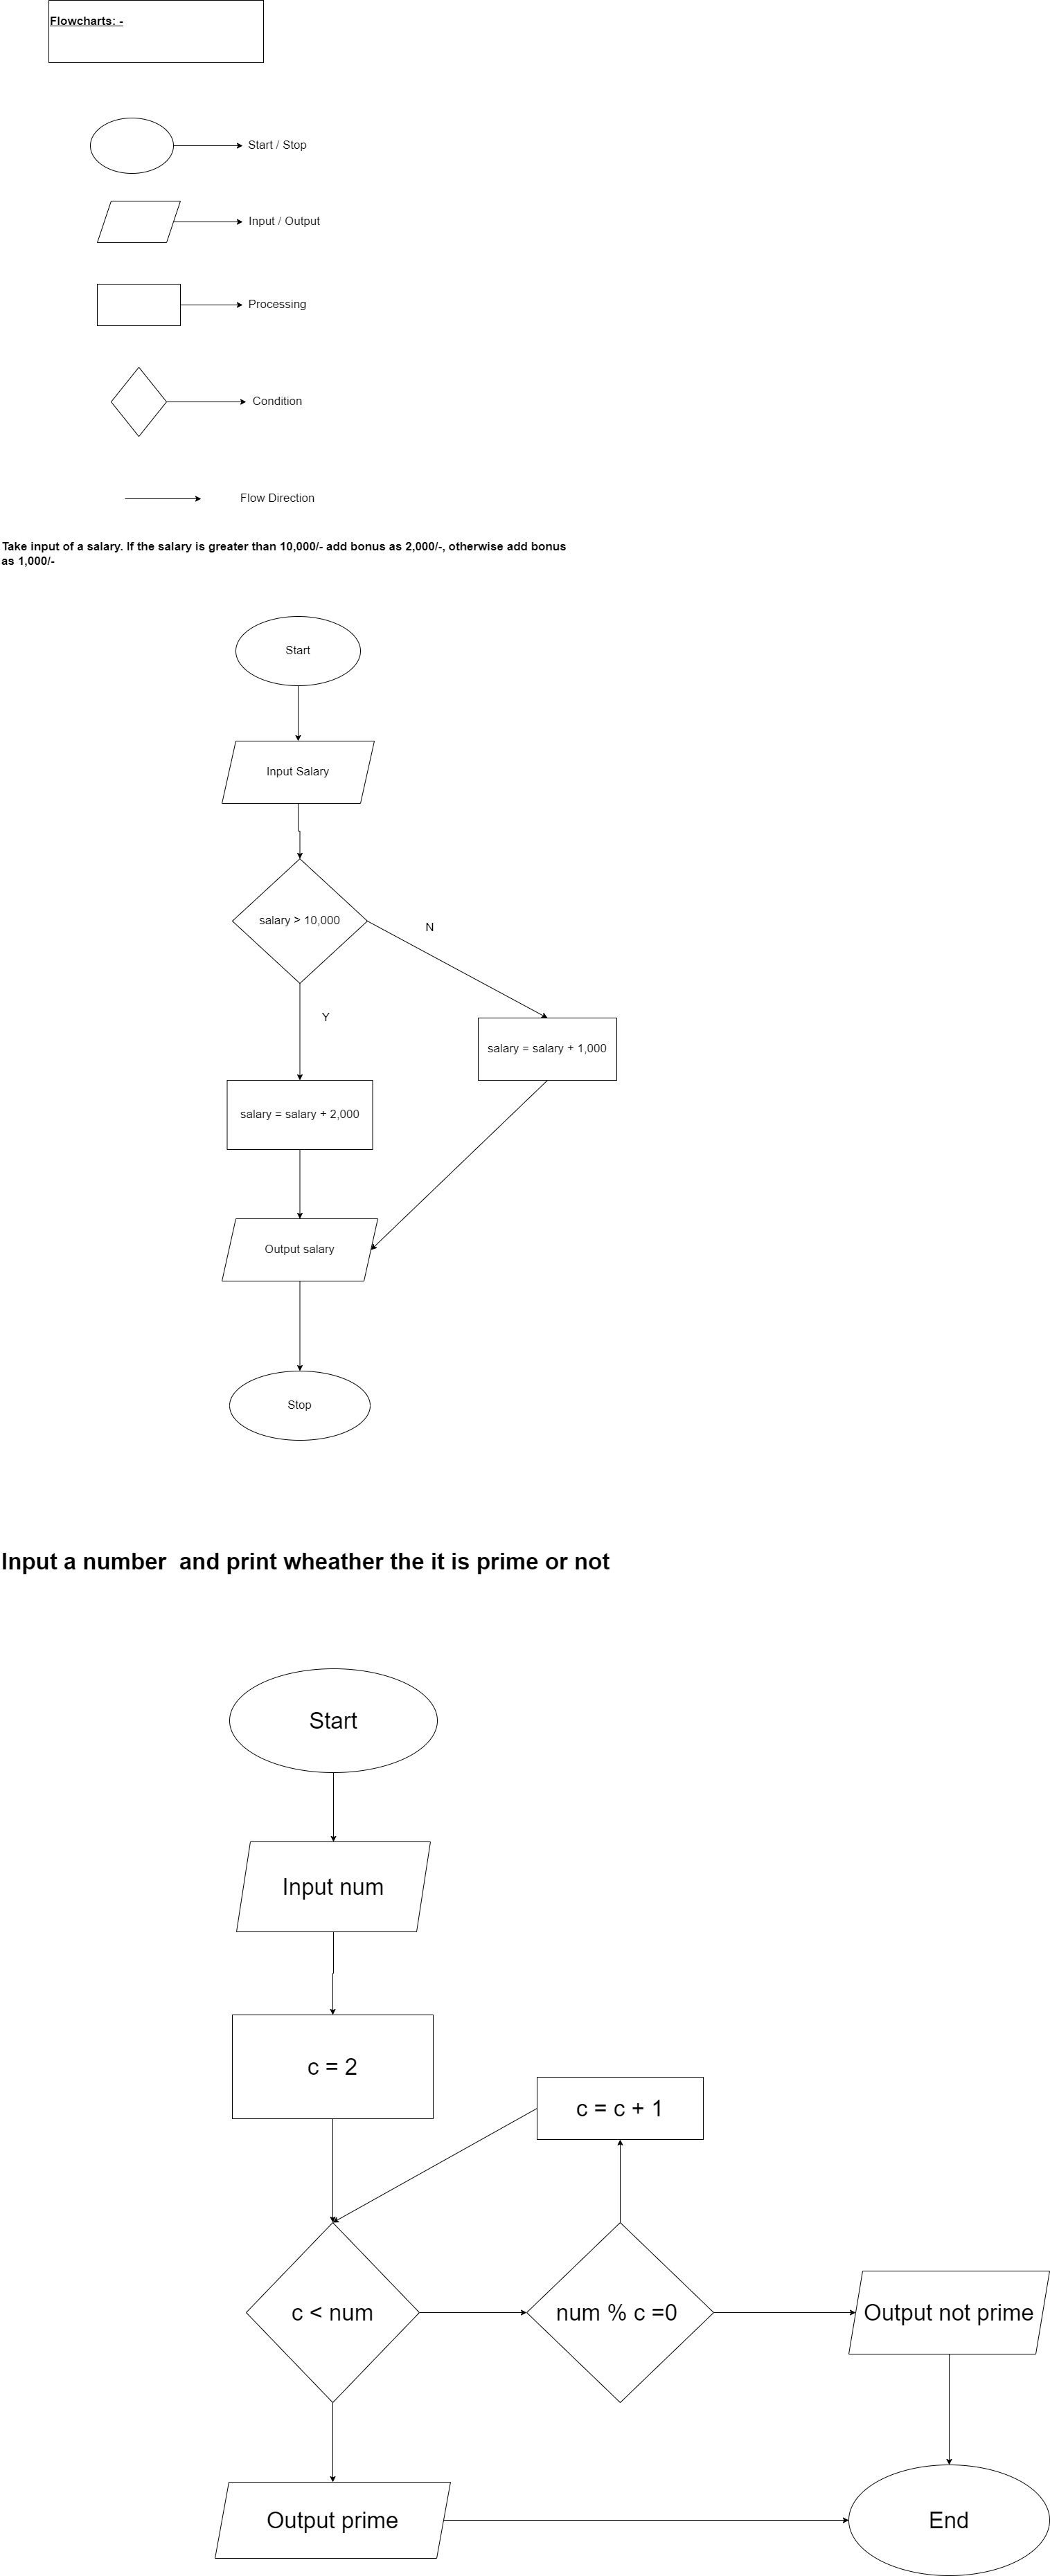 Flowcharts: -
Start / Stop
Input / Output
Processing
Condition
Flow Direction
Take input of a salary. If the salary is greater than 10,000/- add bonus as 2,000/-, otherwise add bonus
as 1,000/-
Start
Input Salary
salary > 10,000
N
Y
salary = salary + 1,000
salary = salary + 2,000
Output salary
Stop
Input a number  and print wheather the it is prime or not
Start
Input num
c = 2
c = c + 1
c < num
num % c =0
Output not prime
Output prime
End